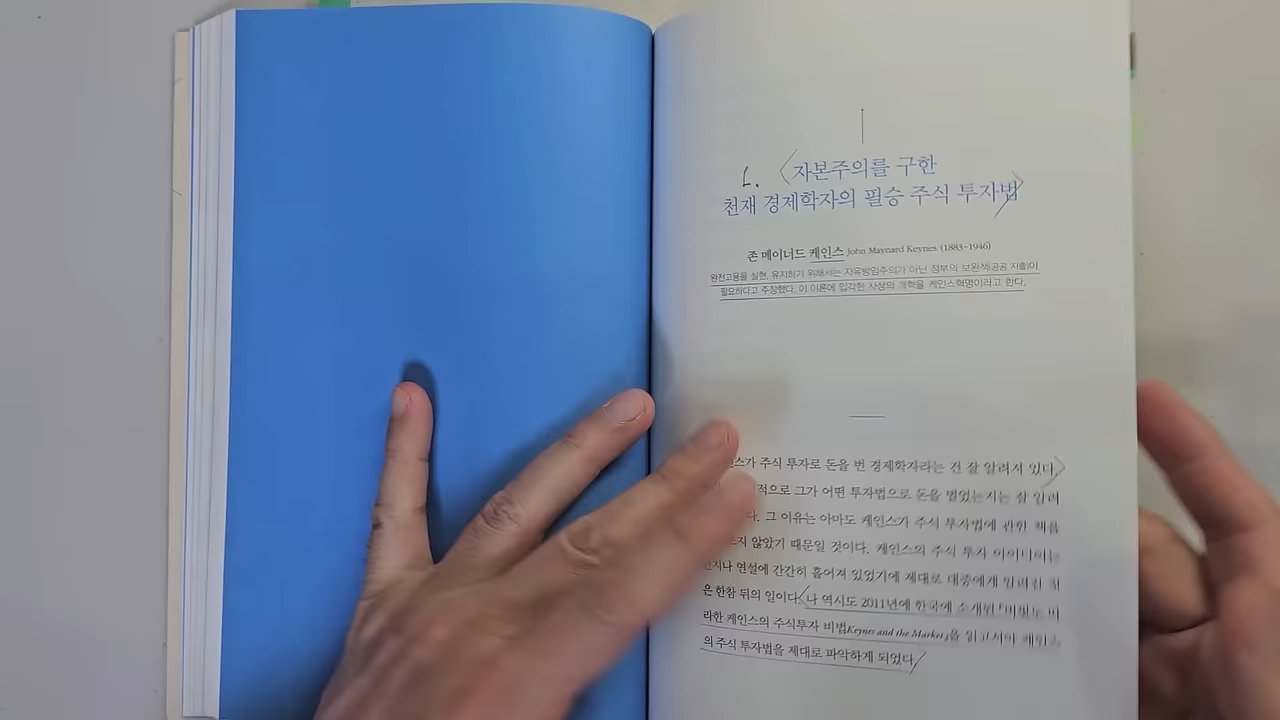 1. <자본주의를 구한
천재 경제학자의 필승 주식 투자법>
존 메이너드 케인스 John Maynard Keynes (1883~1946)
완전고용을 실현, 유지하기 위해서는 자유방임주의가 아닌 정부의 보완책(공공 지출)이
필요하다고 주장했다. 이 이론에 입각한 사상의 개혁을 케인스혁명이라고 한다.
가 주식 투자로 돈을 번 경제학자라는 건 잘 알려져 있다.
적으로 그가 어떤 투자법으로 돈을 벌었는지는 잘 알려
다. 그 이유는 아마도 케인스가 주식 투자법에 관한 책을
않았기 때문일 것이다. 케인스의 주식 투자 아이디어는
연설에 간간히 흩어져 있었기에 제대로 대중에게 알려진 것
은 한참 뒤의 일이다. 나 역시도 2011년에 한국에 소개된
라한 케인스의 주식투자 비법Keynes and the Market』을 읽고서야 케인스
의 주식 투자법을 제대로 파악하게 되었다.